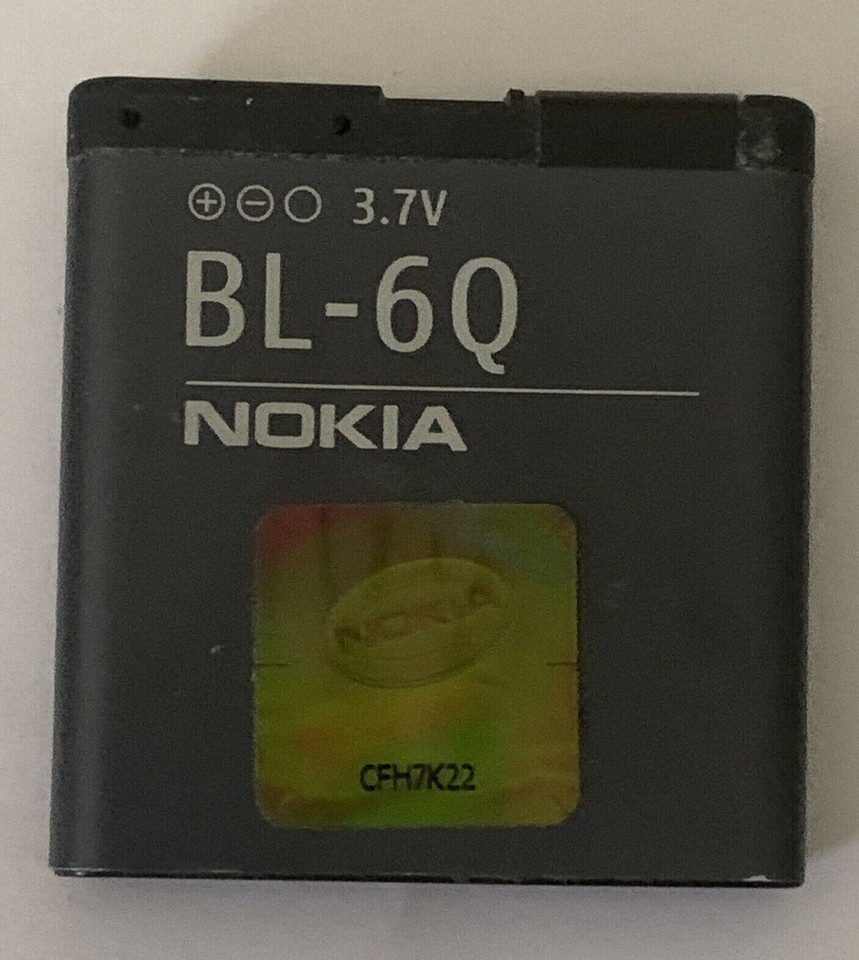 ⊕⊖○ 3.7V
BL-6Q
NOKIA
NOKIA
CFH7K22